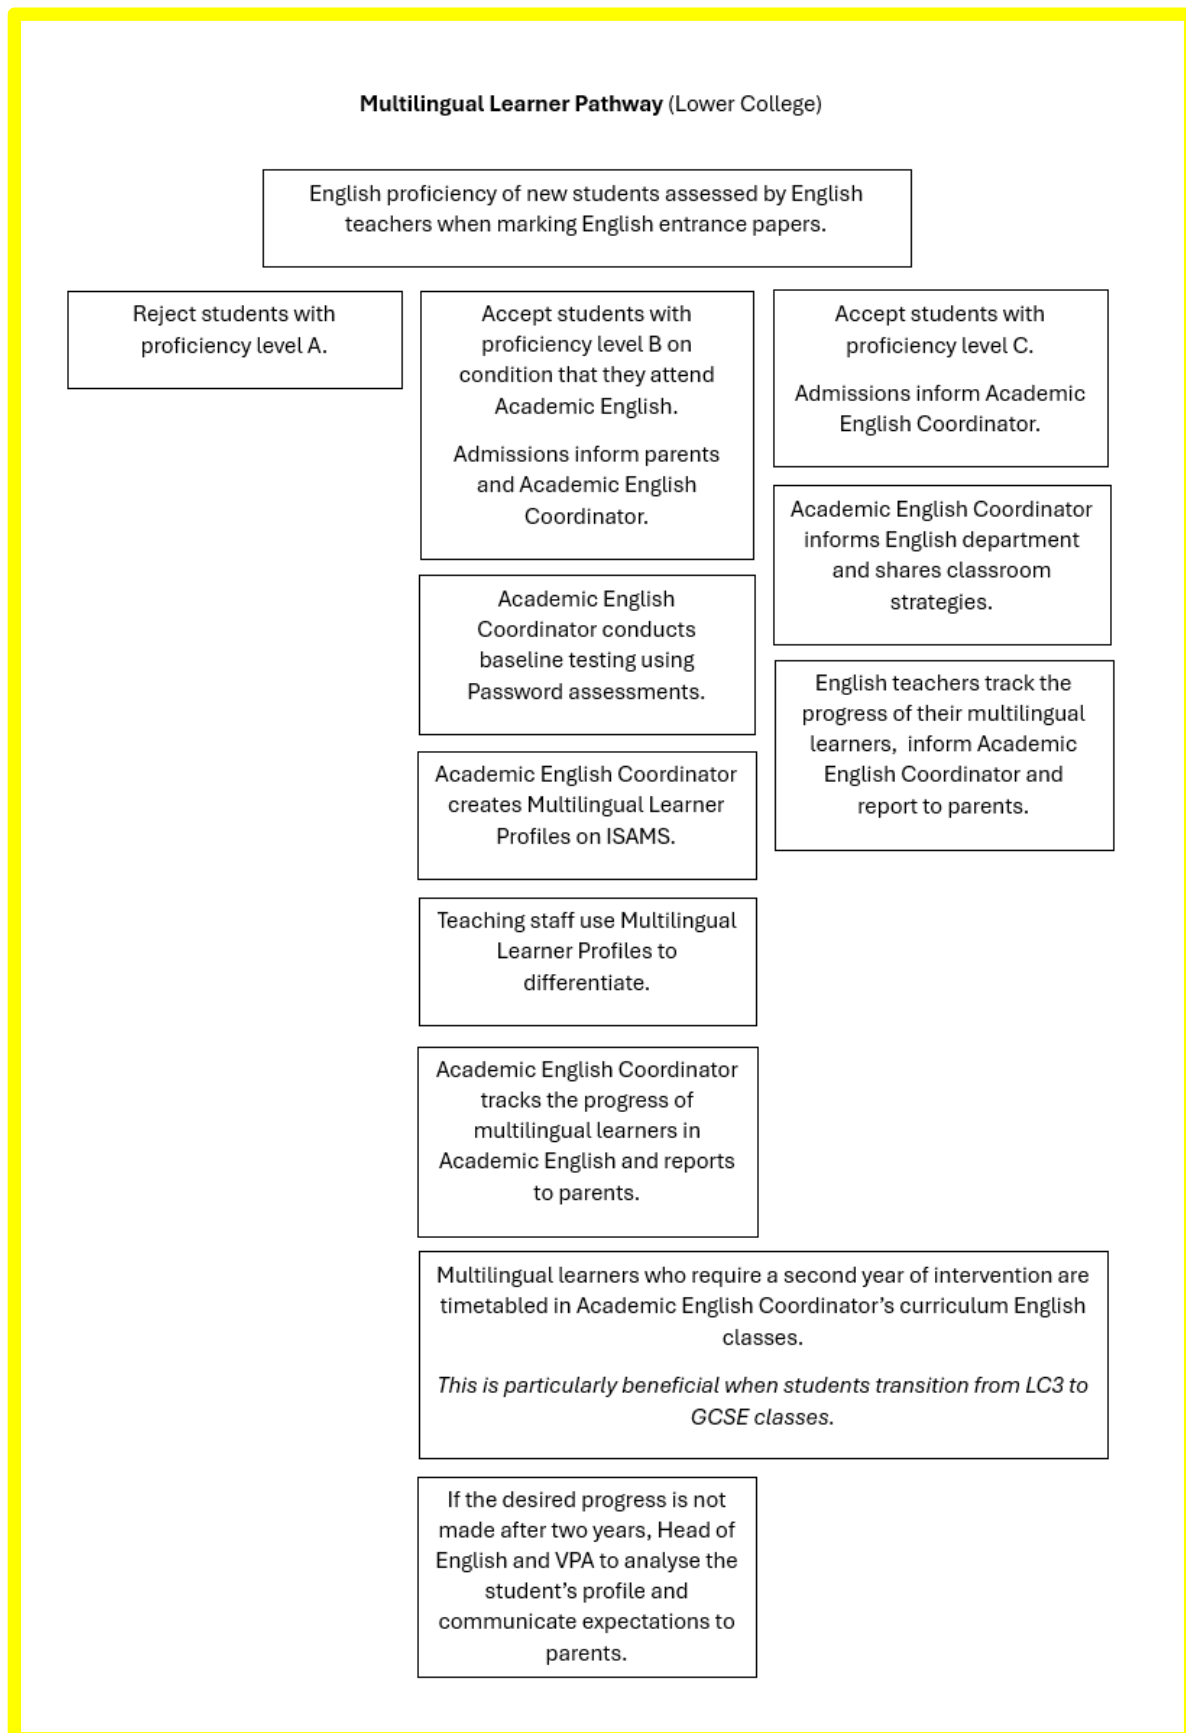 Multilingual Learner Pathway (Lower College)
English proficiency of new students assessed by English
teachers when marking English entrance papers.
Reject students with
proficiency level A.
Accept students with
proficiency level B on
condition that they attend
Academic English.
Admissions inform parents
and Academic English
Coordinator.
Accept students with
proficiency level C.
Admissions inform Academic
English Coordinator.
Academic English Coordinator
informs English department
and shares classroom
strategies.
English teachers track the
progress of their multilingual
learners, inform Academic
English Coordinator and
report to parents.
Academic English
Coordinator conducts
baseline testing using
Password assessments.
Academic English Coordinator
creates Multilingual Learner
Profiles on ISAMS.
Teaching staff use Multilingual
Learner Profiles to
differentiate.
Academic English Coordinator
tracks the progress of
multilingual learners in
Academic English and reports
to parents.
Multilingual learners who require a second year of intervention are
timetabled in Academic English Coordinator’s curriculum English
classes.
This is particularly beneficial when students transition from LC3 to
GCSE classes.
If the desired progress is not
made after two years, Head of
English and VPA to analyse the
student’s profile and
communicate expectations to
parents.